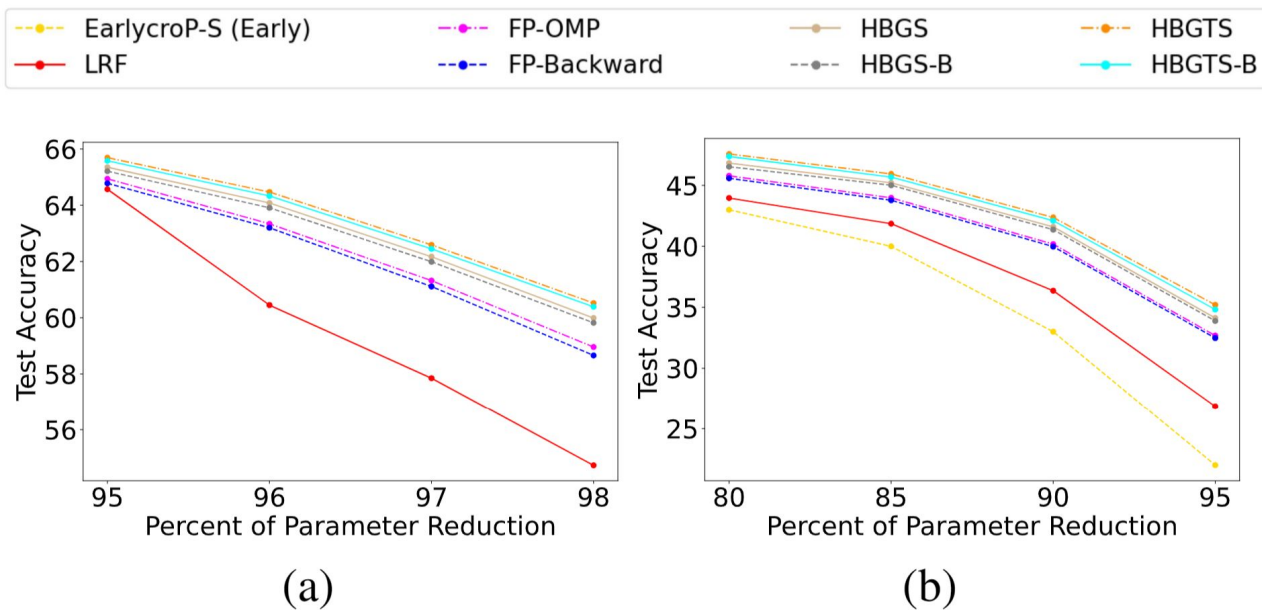 EarlycroP-S (Early) FP-OMP HBGS HBGTS
LRF FP-Backward HBGS-B HBGTS-B
66
64
62
60
58
56
Test Accuracy
95 96 97 98
Percent of Parameter Reduction
(a)
45
40
35
30
25
Test Accuracy
80 85 90 95
Percent of Parameter Reduction
(b)